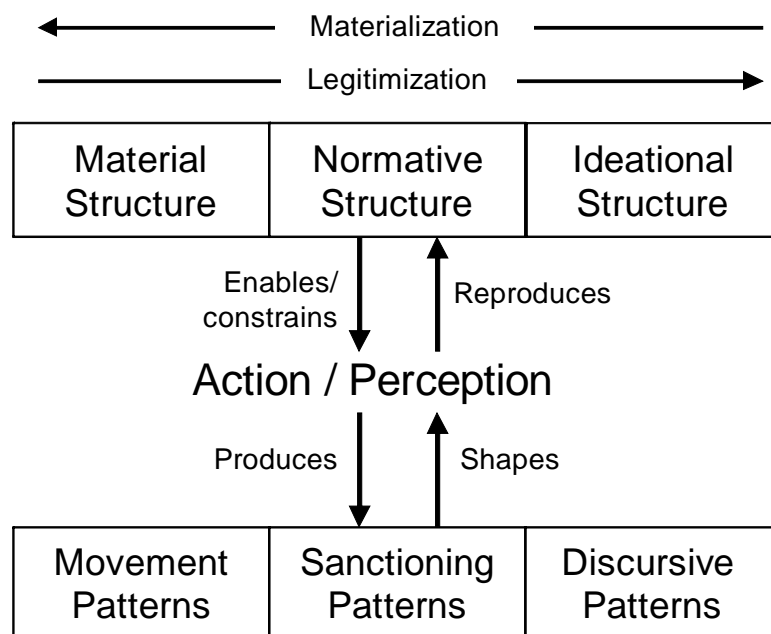 Materialization
Legitimization
Material Structure
Normative Structure
Ideational Structure
Enables/
constrains
Reproduces
Action / Perception
Produces
Shapes
Movement Patterns
Sanctioning Patterns
Discursive Patterns